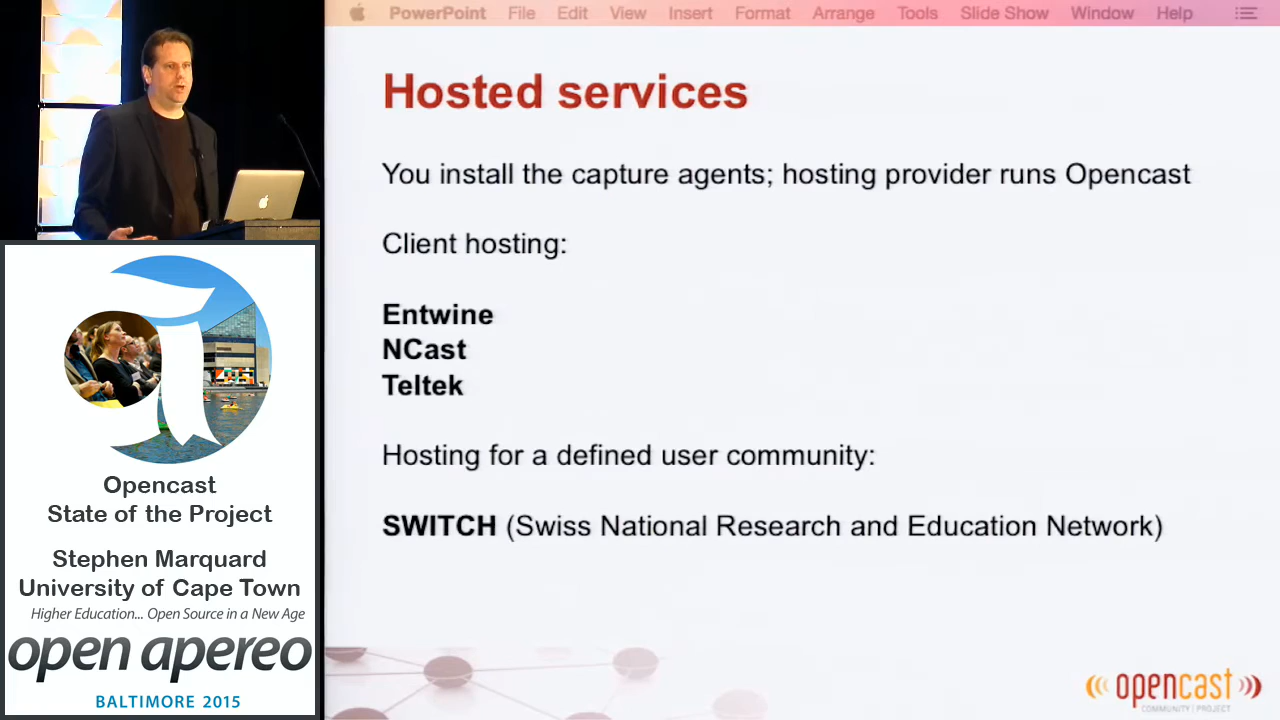 PowerPoint File Edit View Insert Format Arrange Tools Slide Show Window Help
Hosted services
You install the capture agents; hosting provider runs Opencast
Client hosting:
Entwine
NCast
Teltek
Hosting for a defined user community:
SWITCH (Swiss National Research and Education Network)
opencast
COMMUNITY PROJECT
Opencast
State of the Project
Stephen Marquard
University of Cape Town
Higher Education... Open Source in a New Age
open apereo
BALTIMORE 2015